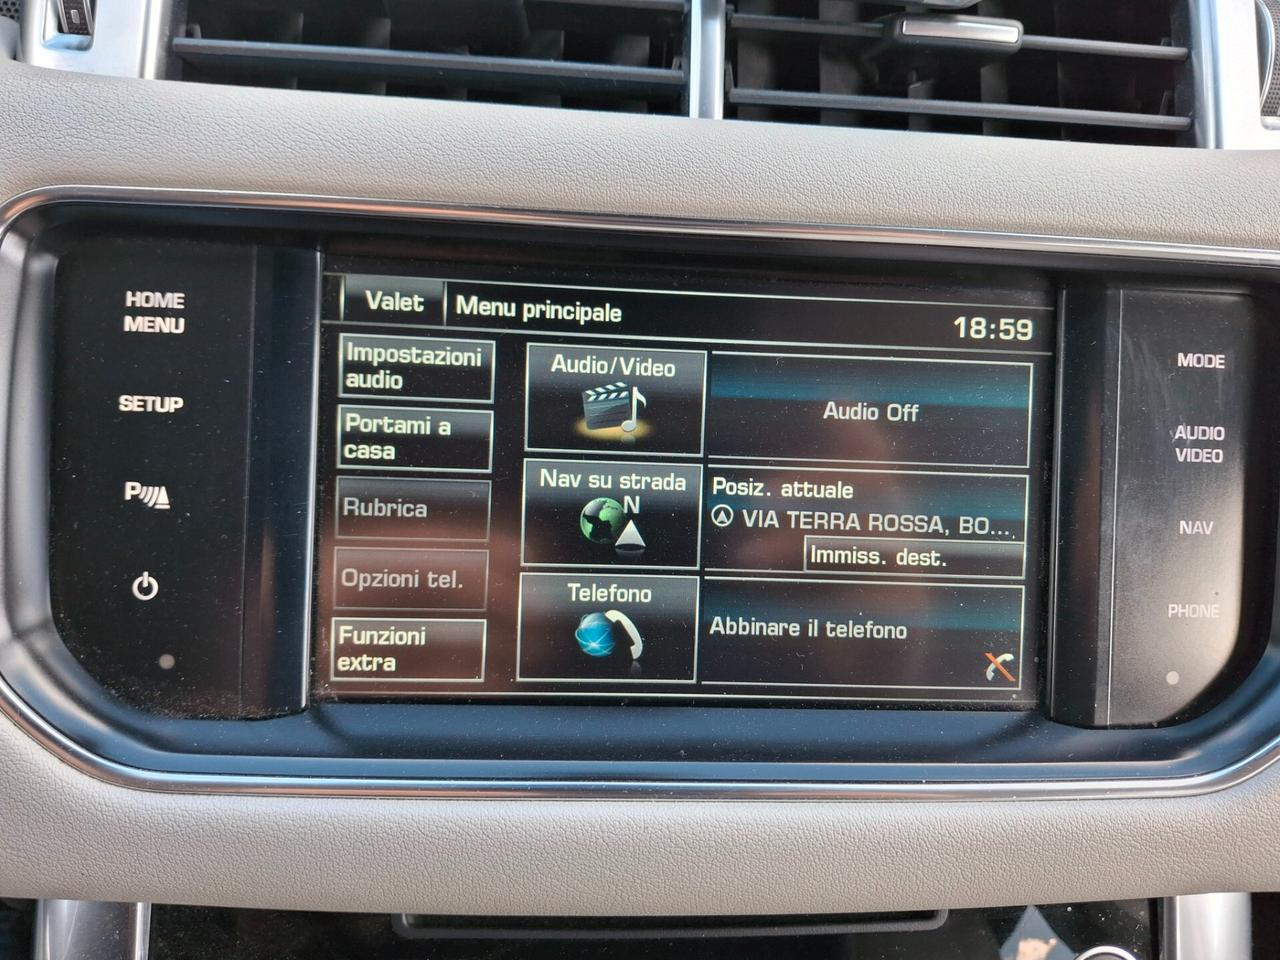 HOME
MENU
SETUP
P
Valet
Menu principale
18:59
Impostazioni
audio
Portami a
casa
Rubrica
Opzioni tel.
Funzioni
extra
Audio/Video
Audio Off
Nav su strada
N
Posiz. attuale
VIA TERRA ROSSA, BO...
Immiss. dest.
Telefono
Abbinare il telefono
MODE
AUDIO
VIDEO
NAV
PHONE